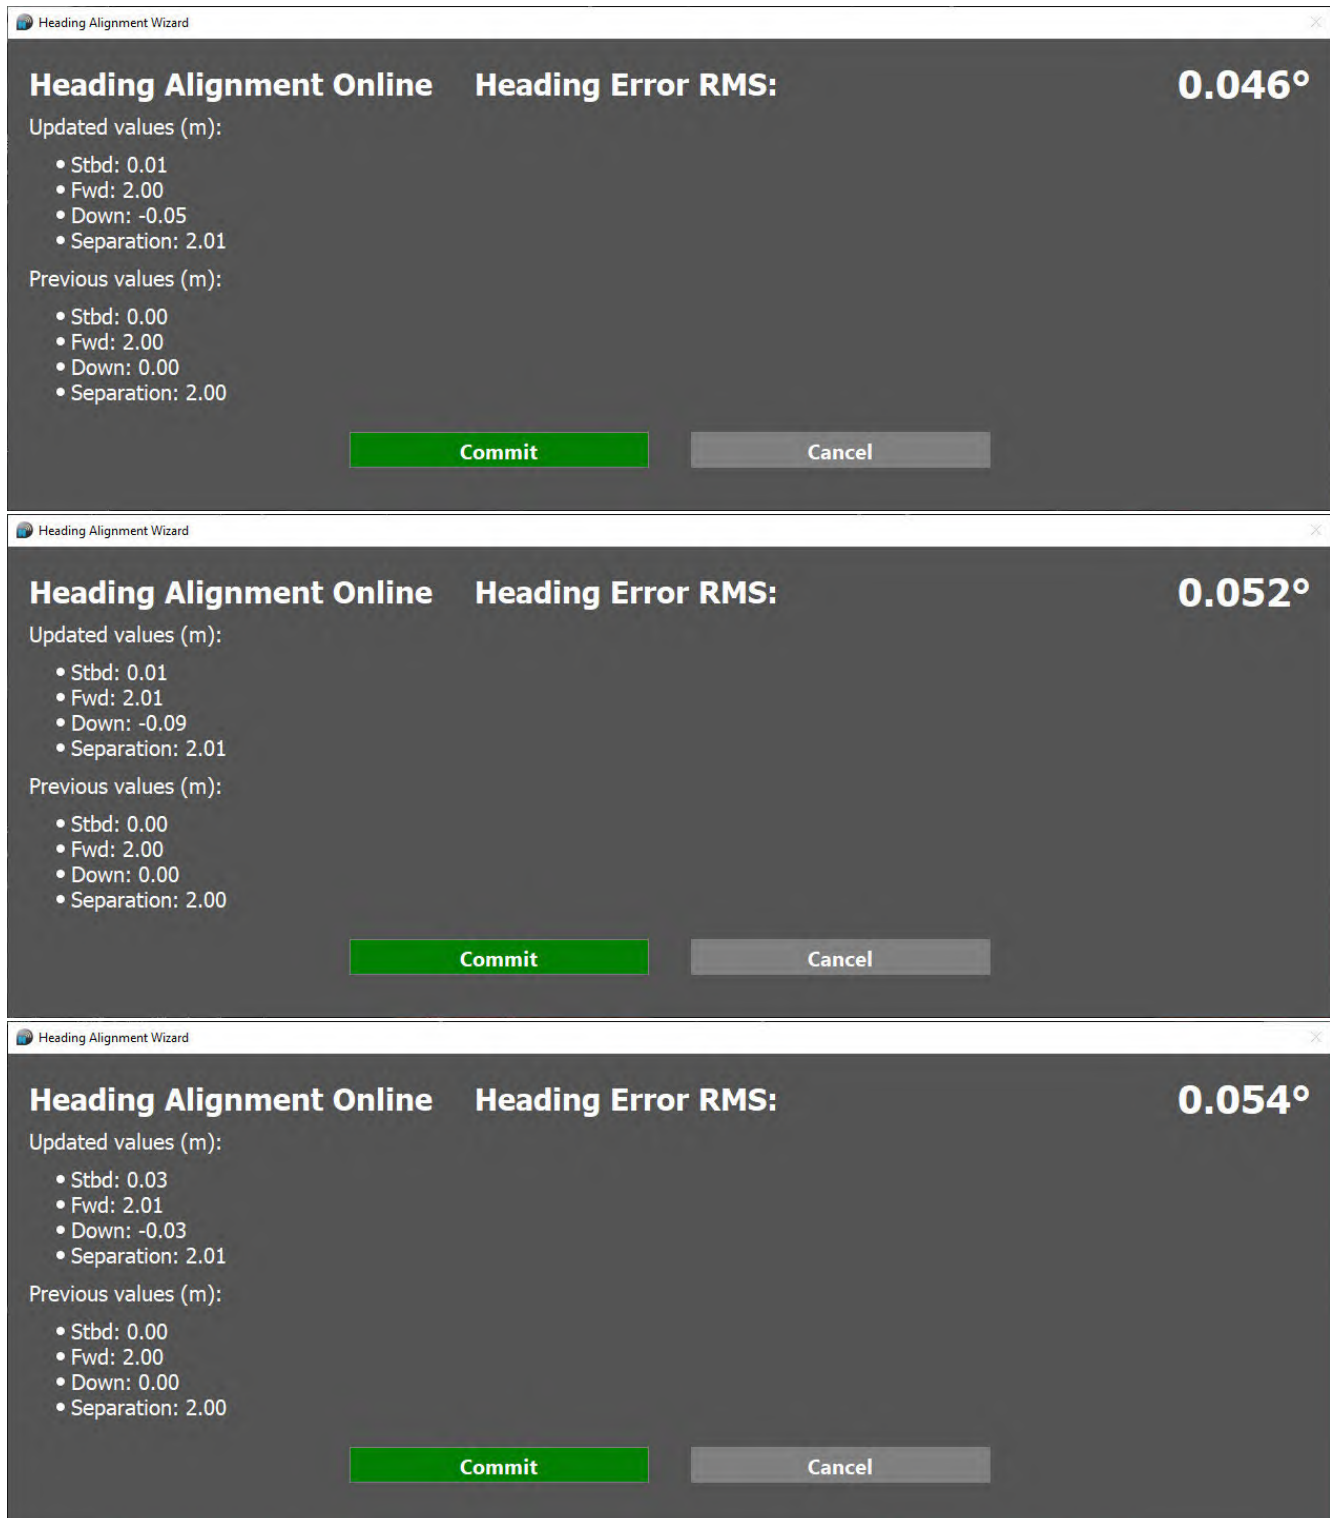 Heading Alignment Wizard
Heading Alignment Online Heading Error RMS: 0.046°
Updated values (m):
• Stbd: 0.01
• Fwd: 2.00
• Down: -0.05
• Separation: 2.01
Previous values (m):
• Stbd: 0.00
• Fwd: 2.00
• Down: 0.00
• Separation: 2.00
Commit Cancel
Heading Alignment Wizard
Heading Alignment Online Heading Error RMS: 0.052°
Updated values (m):
• Stbd: 0.01
• Fwd: 2.01
• Down: -0.09
• Separation: 2.01
Previous values (m):
• Stbd: 0.00
• Fwd: 2.00
• Down: 0.00
• Separation: 2.00
Commit Cancel
Heading Alignment Wizard
Heading Alignment Online Heading Error RMS: 0.054°
Updated values (m):
• Stbd: 0.03
• Fwd: 2.01
• Down: -0.03
• Separation: 2.01
Previous values (m):
• Stbd: 0.00
• Fwd: 2.00
• Down: 0.00
• Separation: 2.00
Commit Cancel